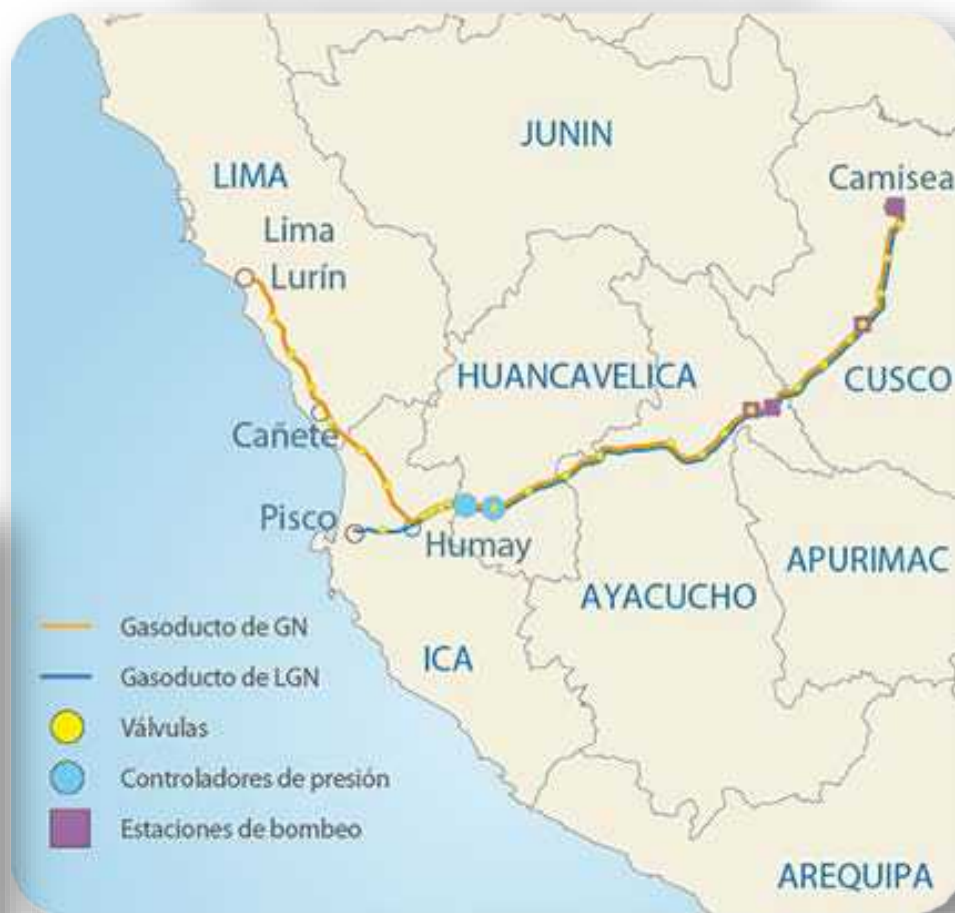 JUNIN
LIMA
Camisea
Lima
Lurín
HUANCAVELICA
CUSCO
Cañete
Pisco
Humay
APURIMAC
AYACUCHO
ICA
Gasoducto de GN
Gasoducto de LGN
Válvulas
Controladores de presión
Estaciones de bombeo
AREQUIPA